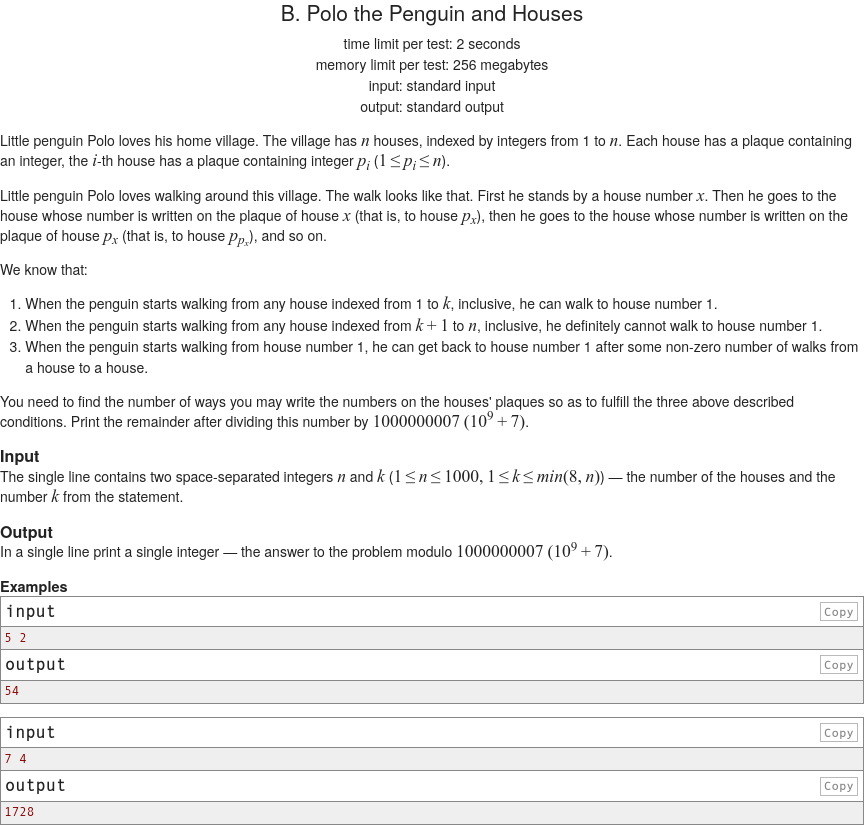 B. Polo the Penguin and Houses
time limit per test: 2 seconds
memory limit per test: 256 megabytes
input: standard input
output: standard output
Little penguin Polo loves his home village. The village has n houses, indexed by integers from 1 to n. Each house has a plaque containing
an integer, the i-th house has a plaque containing integer p_i (1 ≤ p_i ≤ n).
Little penguin Polo loves walking around this village. The walk looks like that. First he stands by a house number x. Then he goes to the
house whose number is written on the plaque of house x (that is, to house p_x), then he goes to the house whose number is written on the
plaque of house p_x (that is, to house p_{p_x}), and so on.
We know that:
1. When the penguin starts walking from any house indexed from 1 to k, inclusive, he can walk to house number 1.
2. When the penguin starts walking from any house indexed from k + 1 to n, inclusive, he definitely cannot walk to house number 1.
3. When the penguin starts walking from house number 1, he can get back to house number 1 after some non-zero number of walks from
a house to a house.
You need to find the number of ways you may write the numbers on the houses' plaques so as to fulfill the three above described
conditions. Print the remainder after dividing this number by 1000000007 (10^9 + 7).
Input
The single line contains two space-separated integers n and k (1 ≤ n ≤ 1000, 1 ≤ k ≤ min(8, n)) — the number of the houses and the
number k from the statement.
Output
In a single line print a single integer — the answer to the problem modulo 1000000007 (10^9 + 7).
Examples
input
Copy
5 2
output
Copy
54
input
Copy
7 4
output
Copy
1728